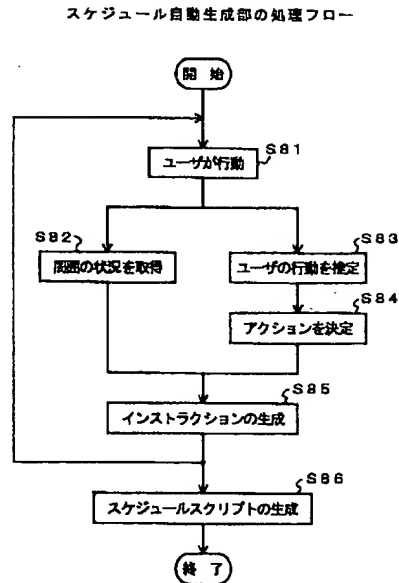 スケジュール自動生成部の処理フロー
開 始
S81
ユーザが行動
S82
周囲の状況を取得
S83
ユーザの行動を推定
S84
アクションを決定
S85
インストラクションの生成
S86
スケジュールスクリプトの生成
終 了